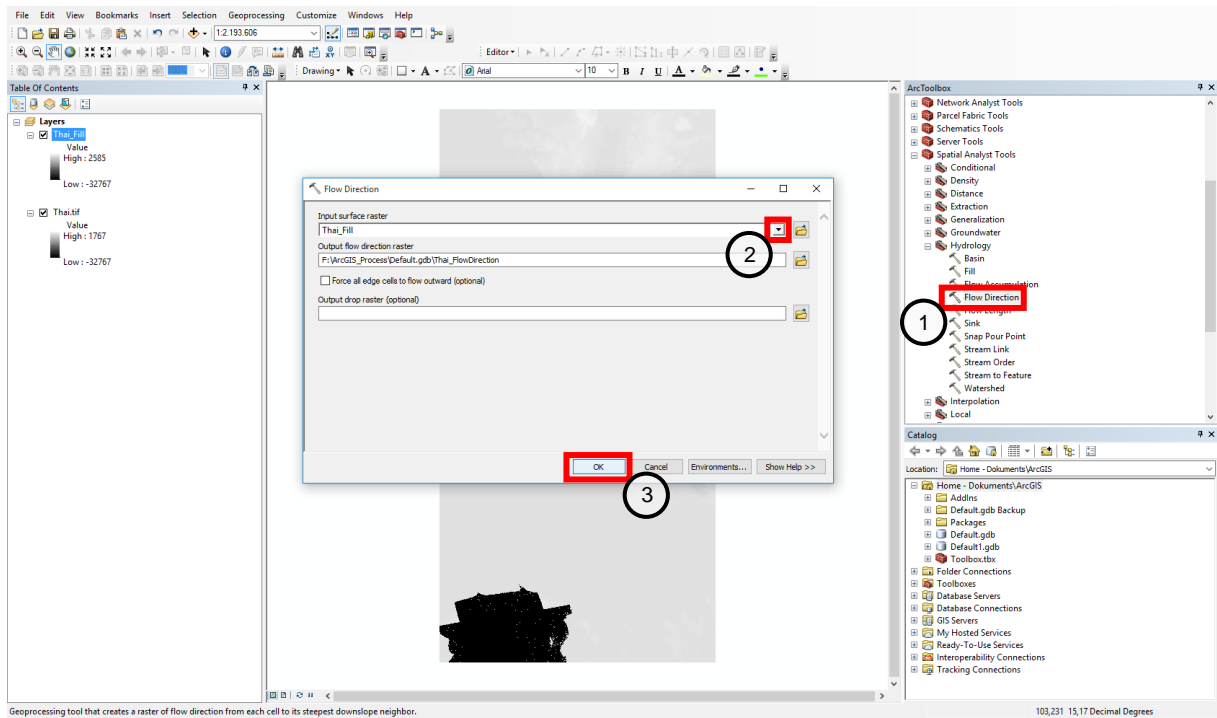 File Edit View Bookmarks Insert Selection Geoprocessing Customize Windows Help
1:2.193.606
Editor
100%
Drawing
Arial
10
B I U A
Table Of Contents
Layers
Thai_Fill
Value
High : 2585
Low : -32767
Thai.tif
Value
High : 1767
Low : -32767
Flow Direction
Input surface raster
Thai_Fill
2
Output flow direction raster
F:\ArcGIS_Process\Default.gdb\Thai_FlowDirection
Force all edge cells to flow outward (optional)
Output drop raster (optional)
OK Cancel Environments... Show Help >>
3
ArcToolbox
Network Analyst Tools
Parcel Fabric Tools
Schematics Tools
Server Tools
Spatial Analyst Tools
Conditional
Density
Distance
Extraction
Generalization
Groundwater
Hydrology
Basin
Fill
Flow Accumulation
Flow Direction
Flow Length
1
Sink
Snap Pour Point
Stream Link
Stream Order
Stream to Feature
Watershed
Interpolation
Local
Catalog
Location: Home - Dokuments\ArcGIS
Home - Dokuments\ArcGIS
AddIns
Default.gdb Backup
Packages
Default.gdb
Default1.gdb
Toolbox.tbx
Folder Connections
Toolboxes
Database Servers
Database Connections
GIS Servers
My Hosted Services
Ready-To-Use Services
Interoperability Connections
Tracking Connections
Geoprocessing tool that creates a raster of flow direction from each cell to its steepest downslope neighbor.
103,231 15,17 Decimal Degrees